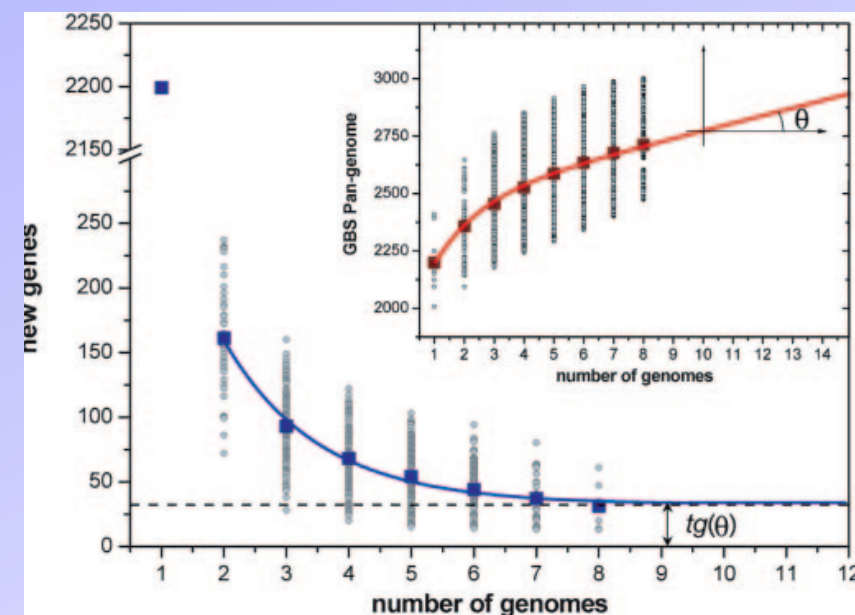 2250
2200
2150
250
200
150
100
50
0
new genes
1 2 3 4 5 6 7 8 9 10 11 12
number of genomes
tg(θ)
3000
2750
2500
2250
2000
GBS Pan-genome
θ
1 2 3 4 5 6 7 8 9 10 11 12 13 14
number of genomes